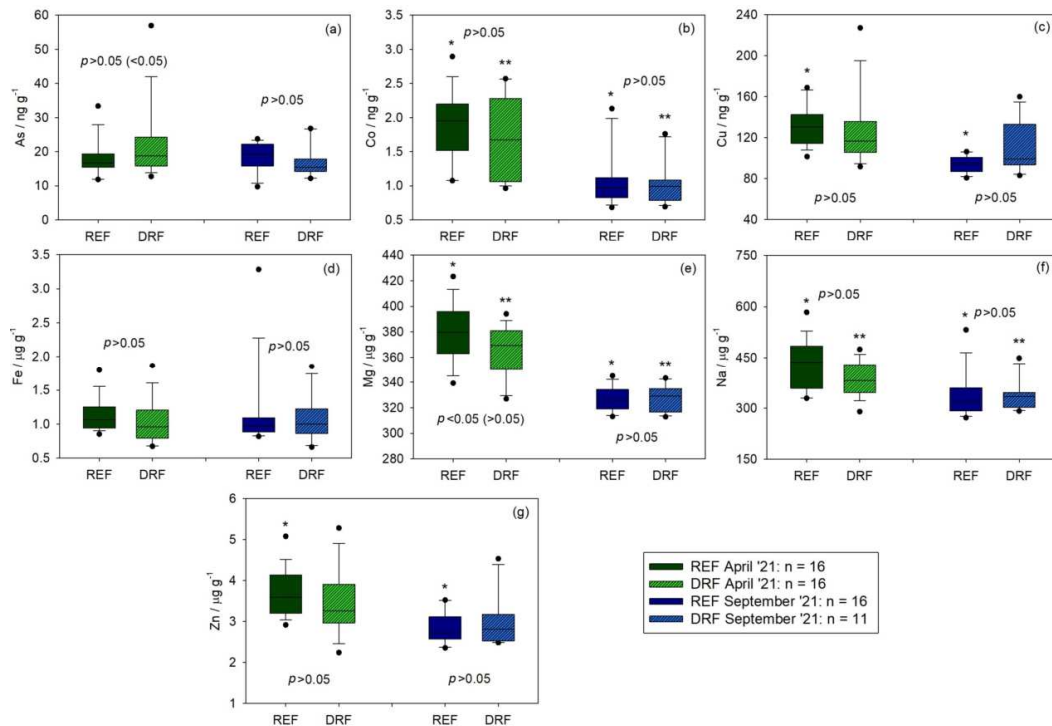 (a)
As / ng g⁻¹
60
50
40
30
20
10
0
p>0.05 (<0.05)
p>0.05
REF DRF REF DRF
(b)
Co / ng g⁻¹
3.5
3.0
2.5
2.0
1.5
1.0
0.5
p>0.05
* **
p>0.05
* **
REF DRF REF DRF
(c)
Cu / ng g⁻¹
240
200
160
120
80
40
*
*
p>0.05 p>0.05
REF DRF REF DRF
(d)
Fe / µg g⁻¹
3.5
3.0
2.5
2.0
1.5
1.0
0.5
p>0.05 p>0.05
REF DRF REF DRF
(e)
Mg / µg g⁻¹
460
440
420
400
380
360
340
320
300
280
* **
* **
p<0.05 (>0.05)
p>0.05
REF DRF REF DRF
(f)
Na / µg g⁻¹
750
600
450
300
150
p>0.05
* **
p>0.05
* **
REF DRF REF DRF
(g)
Zn / µg g⁻¹
6
5
4
3
2
1
*
*
p>0.05 p>0.05
REF DRF REF DRF
REF April '21: n = 16
DRF April '21: n = 16
REF September '21: n = 16
DRF September '21: n = 11